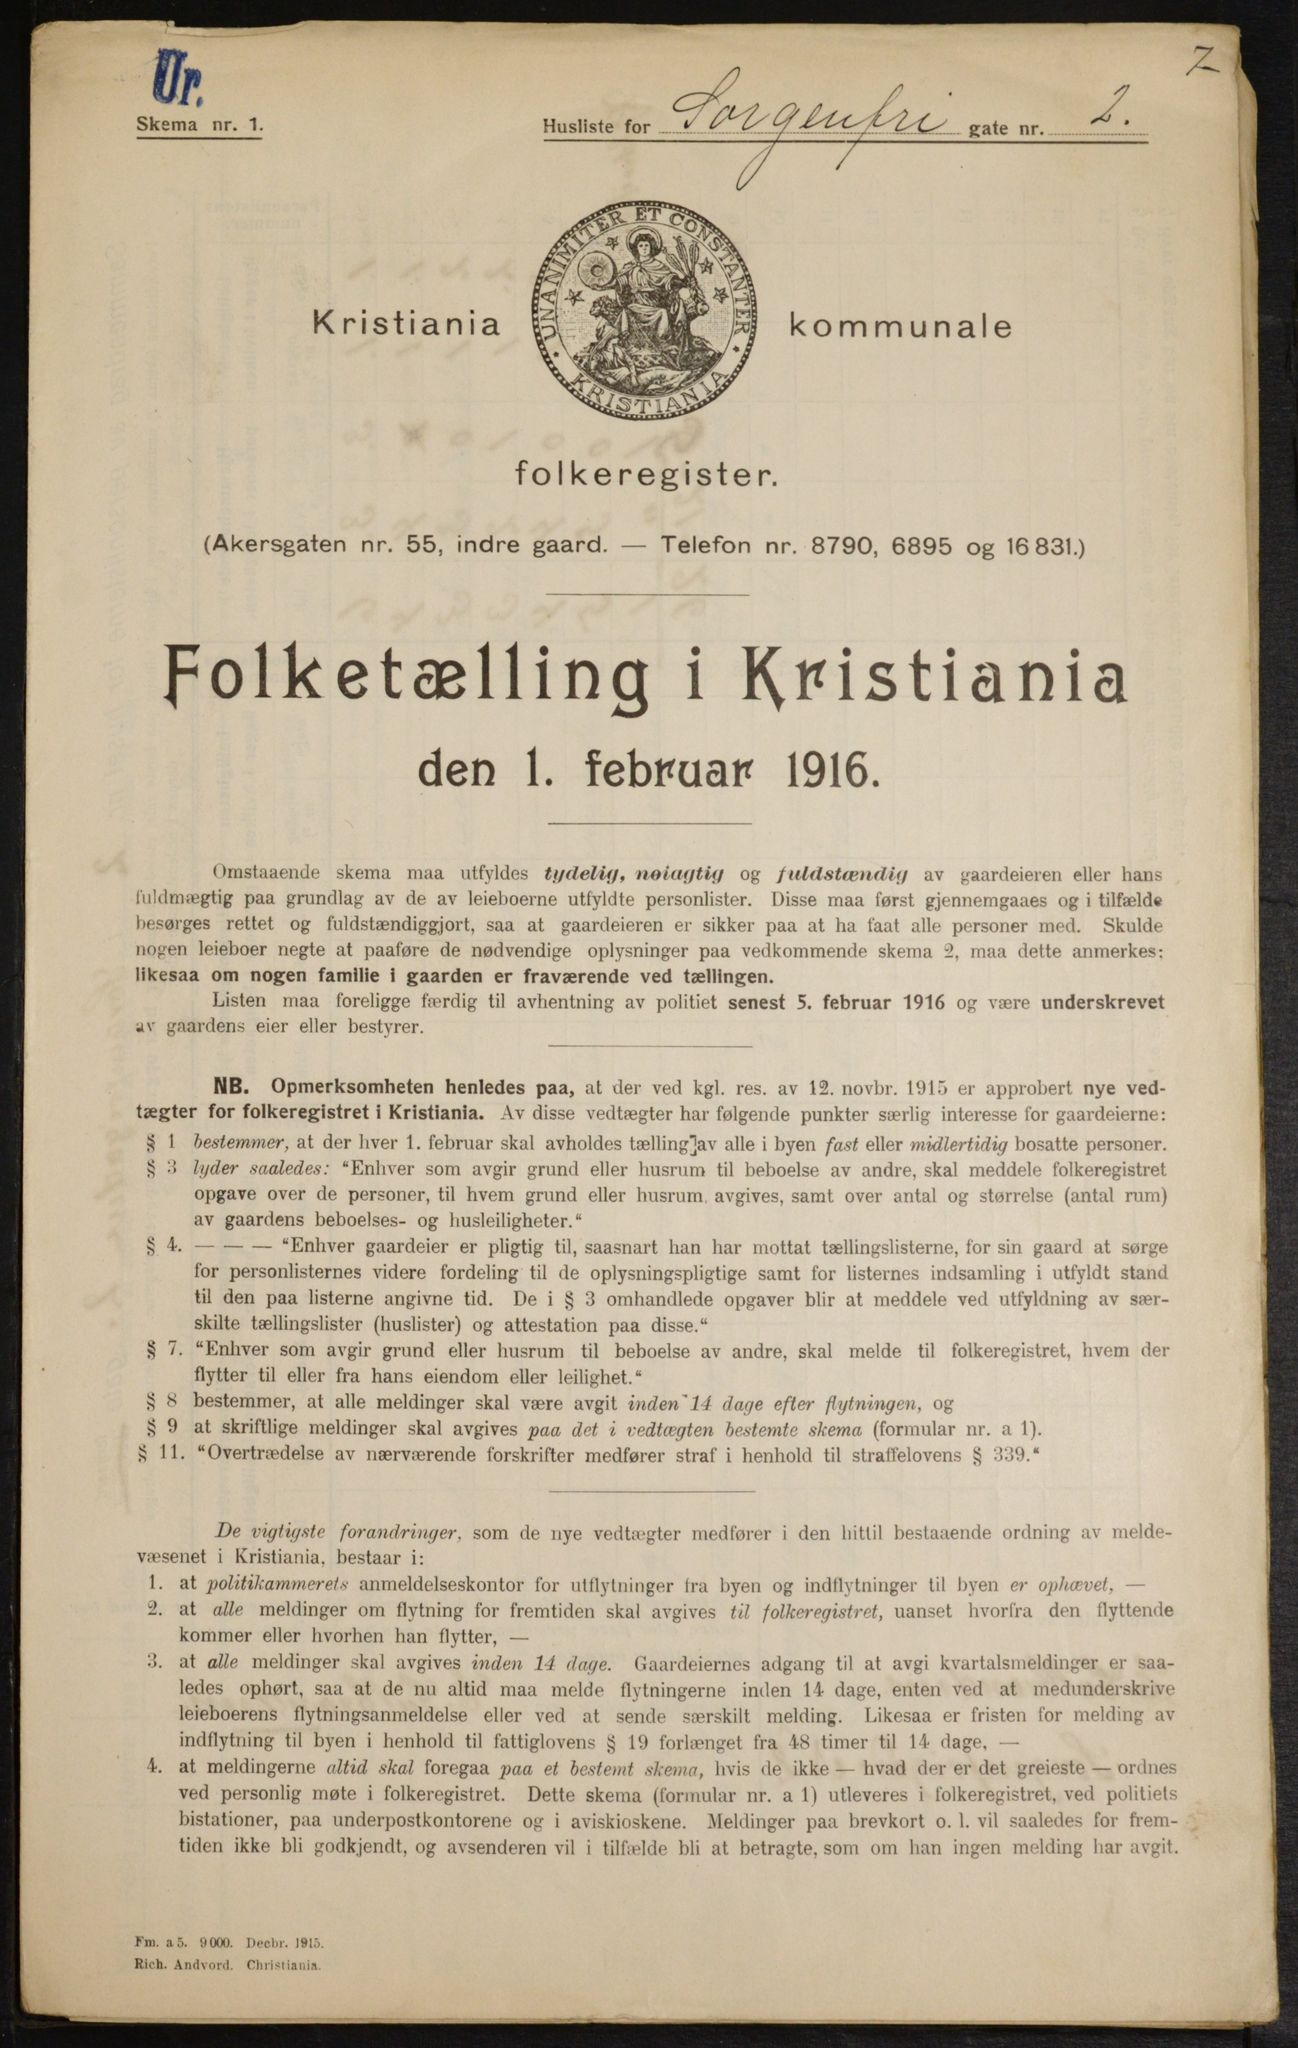 7
Ur.
Skema nr. 1.
Husliste for Sorgenfri gate nr. 2.
UNANIMITER ET CONSTANTER
KRISTIANIA
Kristiania kommunale
folkeregister.
(Akersgaten nr. 55, indre gaard. — Telefon nr. 8790, 6895 og 16 831.)
Folketælling i Kristiania
den 1. februar 1916.
Omstaaende skema maa utfyldes tydelig, nøiagtig og fuldstændig av gaardeieren eller hans
fuldmægtig paa grundlag av de av leieboerne utfyldte personlister. Disse maa først gjennemgaaes og i tilfælde
besørges rettet og fuldstændiggjort, saa at gaardeieren er sikker paa at ha faat alle personer med. Skulde
nogen leieboer negte at paaføre de nødvendige oplysninger paa vedkommende skema 2, maa dette anmerkes;
likesaa om nogen familie i gaarden er fraværende ved tællingen.
Listen maa foreligge færdig til avhentning av politiet senest 5. februar 1916 og være underskrevet
av gaardens eier eller bestyrer.
NB. Opmerksomheten henledes paa, at der ved kgl. res. av 12. novbr. 1915 er approbert nye ved-
tægter for folkeregistret i Kristiania. Av disse vedtægter har følgende punkter særlig interesse for gaardeierne:
§ 1 bestemmer, at der hver 1. februar skal avholdes tælling av alle i byen fast eller midlertidig bosatte personer.
§ 3 lyder saaledes: "Enhver som avgir grund eller husrum til beboelse av andre, skal meddele folkeregistret
opgave over de personer, til hvem grund eller husrum avgives, samt over antal og størrelse (antal rum)
av gaardens beboelses- og husleiligheter."
§ 4. — — — "Enhver gaardeier er pligtig til, saasnart han har mottat tællingslisterne, for sin gaard at sørge
for personlisternes videre fordeling til de oplysningspligtige samt for listernes indsamling i utfyldt stand
til den paa listerne angivne tid. De i § 3 omhandlede opgaver blir at meddele ved utfyldning av sær-
skilte tællingslister (huslister) og attestation paa disse."
§ 7. "Enhver som avgir grund eller husrum til beboelse av andre, skal melde til folkeregistret, hvem der
flytter til eller fra hans eiendom eller leilighet."
§ 8 bestemmer, at alle meldinger skal være avgit inden 14 dage efter flytningen, og
§ 9 at skriftlige meldinger skal avgives paa det i vedtægten bestemte skema (formular nr. a 1).
§ 11. "Overtrædelse av nærværende forskrifter medfører straf i henhold til straffelovens § 339."
De vigtigste forandringer, som de nye vedtægter medfører i den hittil bestaaende ordning av melde-
væsenet i Kristiania, bestaar i:
1. at politikammerets anmeldelseskontor for utflytninger fra byen og indflytninger til byen er ophævet, —
2. at alle meldinger om flytning for fremtiden skal avgives til folkeregistret, uanset hvorfra den flyttende
kommer eller hvorhen han flytter, —
3. at alle meldinger skal avgives inden 14 dage. Gaardeiernes adgang til at avgi kvartalsmeldinger er saa-
ledes ophørt, saa at de nu altid maa melde flytningerne inden 14 dage, enten ved at medunderskrive
leieboerens flytningsanmeldelse eller ved at sende særskilt melding. Likesaa er fristen for melding av
indflytning til byen i henhold til fattiglovens § 19 forlænget fra 48 timer til 14 dage, —
4. at meldingerne altid skal foregaa paa et bestemt skema, hvis de ikke — hvad der er det greieste — ordnes
ved personlig møte i folkeregistret. Dette skema (formular nr. a 1) utleveres i folkeregistret, ved politiets
bistationer, paa underpostkontorene og i aviskioskene. Meldinger paa brevkort o. l. vil saaledes for frem-
tiden ikke bli godkjendt, og avsenderen vil i tilfælde bli at betragte, som om han ingen melding har avgit.
Fm. a 5. 9 000. Decbr. 1915.
Rich. Andvord. Christiania.